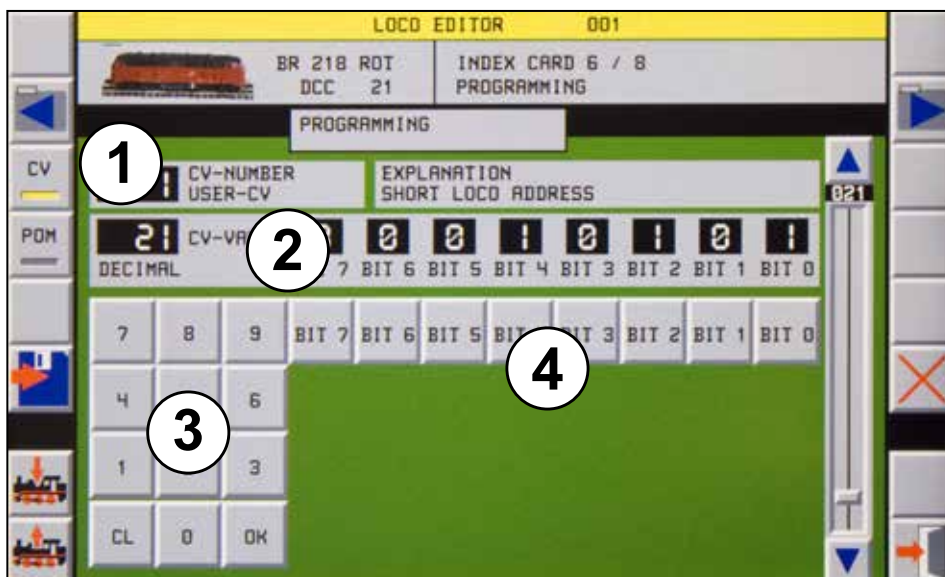 LOCO EDITOR 001
BR 218 ROT
DCC 21
INDEX CARD 6 / 8
PROGRAMMING
PROGRAMMING
CV
POM
1
CV-NUMBER
USER-CV
EXPLANATION
SHORT LOCO ADDRESS
021
21
2
0 0 1 0 1 0 1
DECIMAL
7 BIT 6 BIT 5 BIT 4 BIT 3 BIT 2 BIT 1 BIT 0
7 8 9 BIT 7 BIT 6 BIT 5 3 BIT 2 BIT 1 BIT 0
4
4 6
3
1 3
CL 0 OK